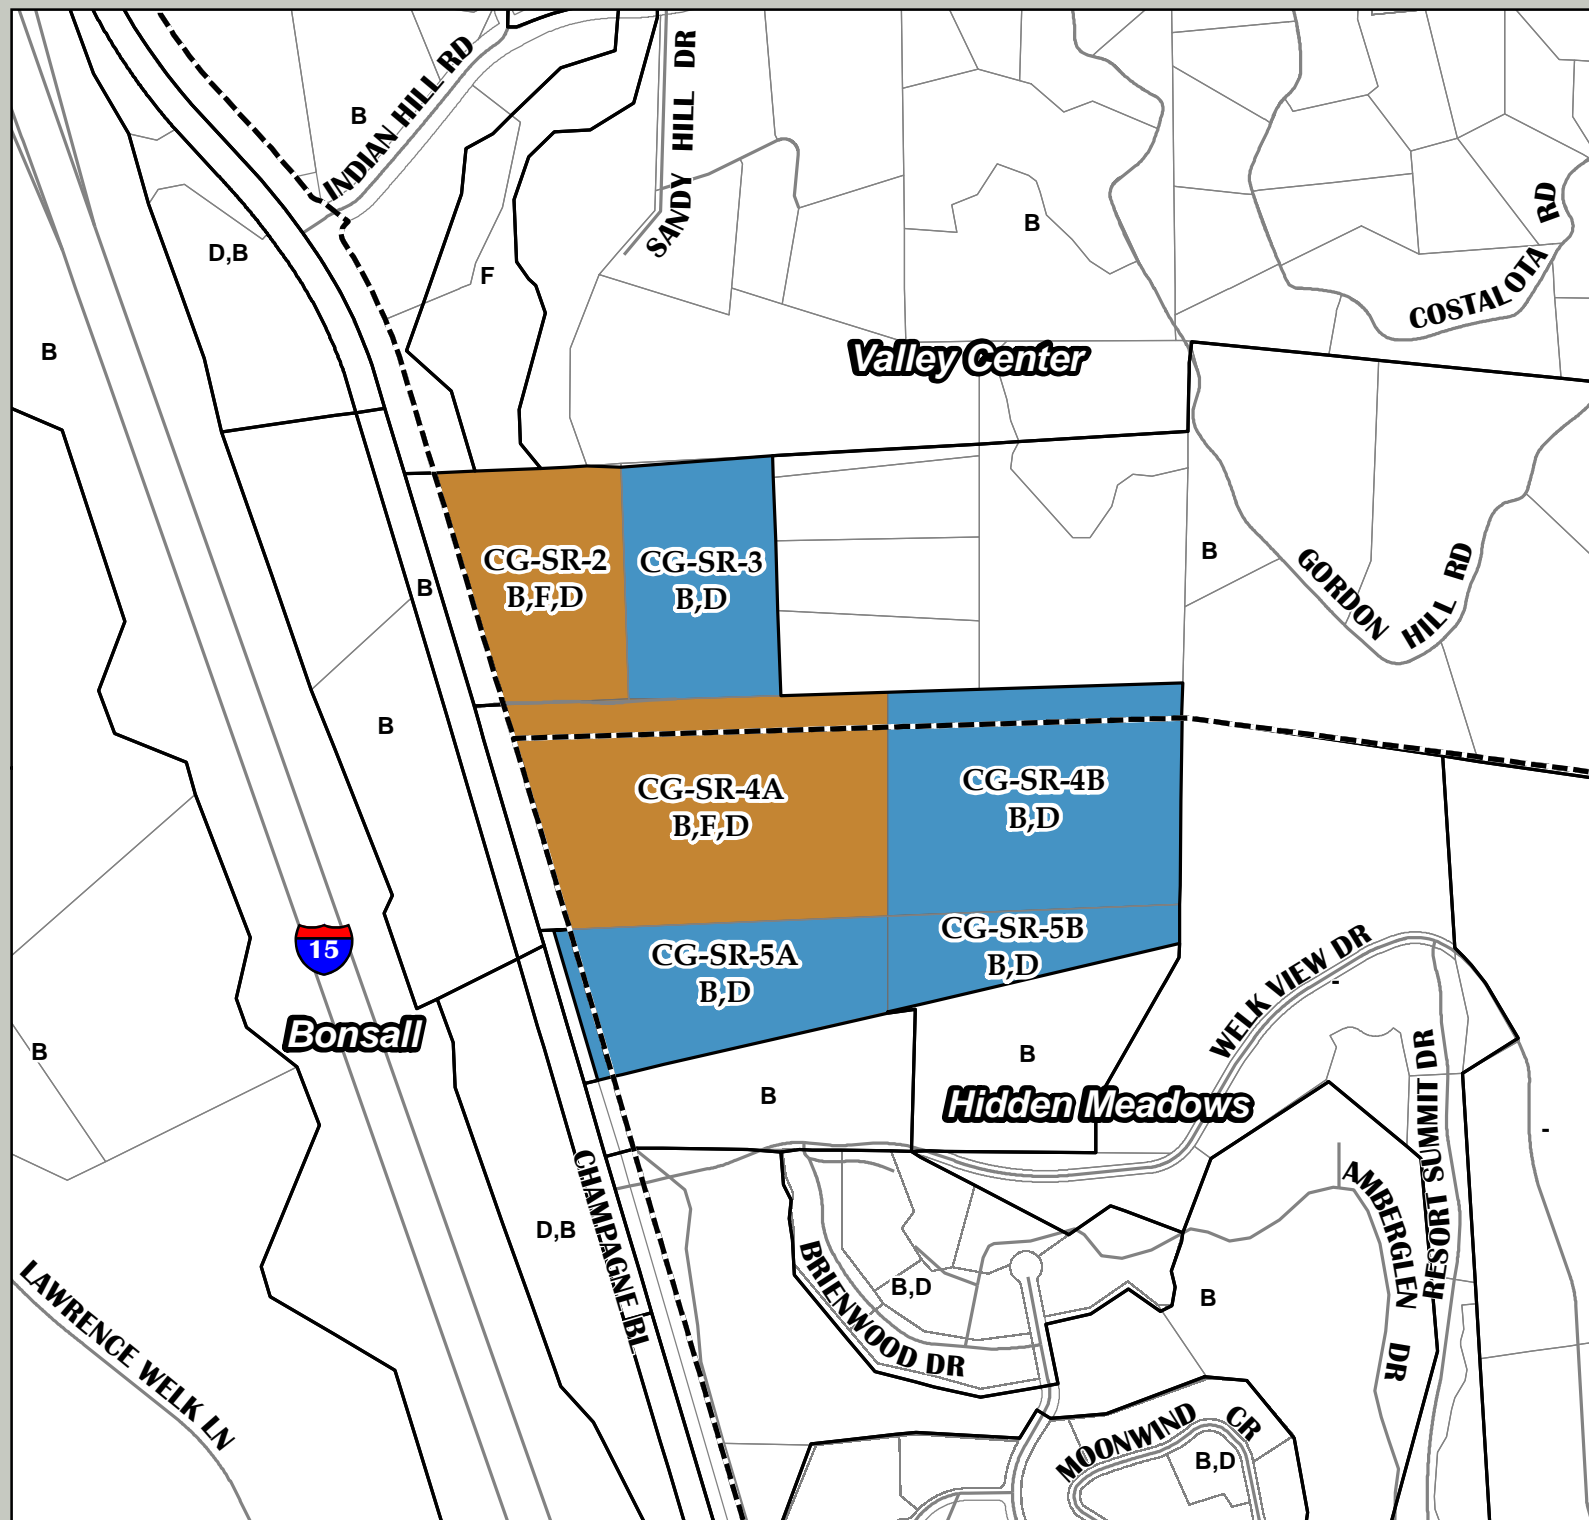 INDIAN HILL RD
SANDY HILL DR
B
B
D,B
F
RD
COSTALOTA
B
Valley Center
CG-SR-2
B,F,D
CG-SR-3
B,D
B
B
GORDON HILL RD
B
CG-SR-4A
B,F,D
CG-SR-4B
B,D
CG-SR-5A
B,D
CG-SR-5B
B,D
15
Bonsall
WELK VIEW DR
-
B
B
B
Hidden Meadows
RESORT SUMMIT DR
-
CHAMPAGNE BL
D,B
AMBERGLEN DR
BRIENWOOD DR
B,D
B
LAWRENCE WELK LN
MOONWIND CR
B,D